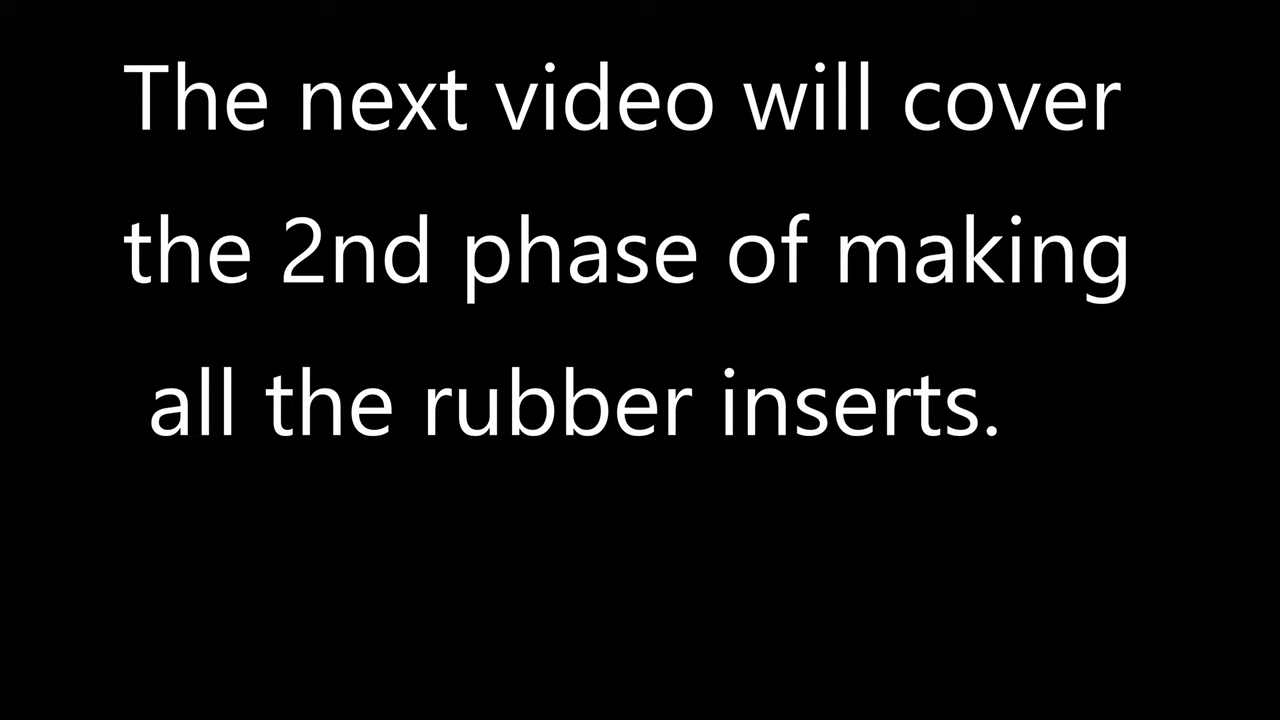 The next video will cover
the 2nd phase of making
all the rubber inserts.